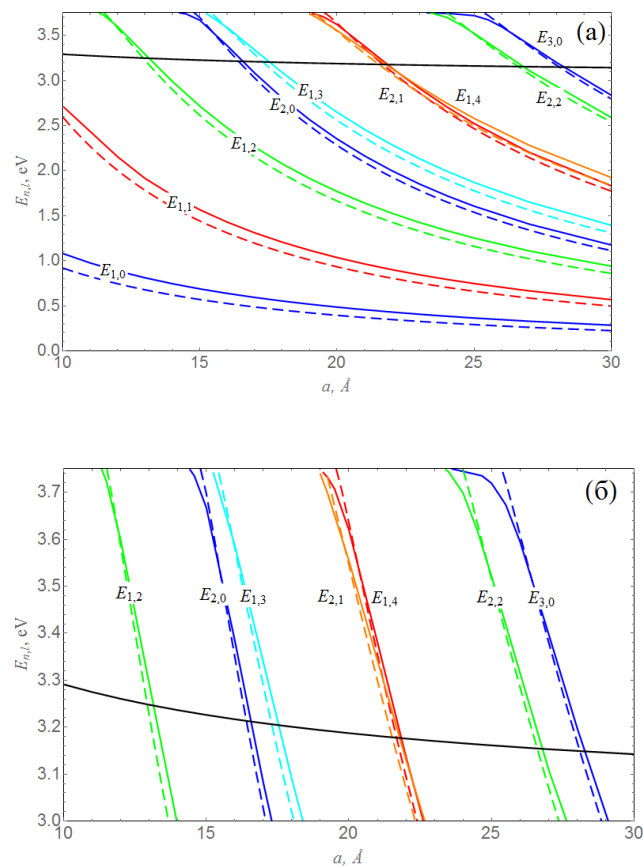 (а)
E_{n,l}, eV
3.5
3.0
2.5
2.0
1.5
1.0
0.5
0.0
E_{3,0}
E_{1,3}
E_{2,0}
E_{2,1}
E_{1,4}
E_{2,2}
E_{1,2}
E_{1,1}
E_{1,0}
10 15 20 25 30
a, Å
(б)
E_{n,l}, eV
3.7
3.6
3.5
3.4
3.3
3.2
3.1
3.0
E_{1,2} E_{2,0} E_{1,3} E_{2,1} E_{1,4} E_{2,2} E_{3,0}
10 15 20 25 30
a, Å